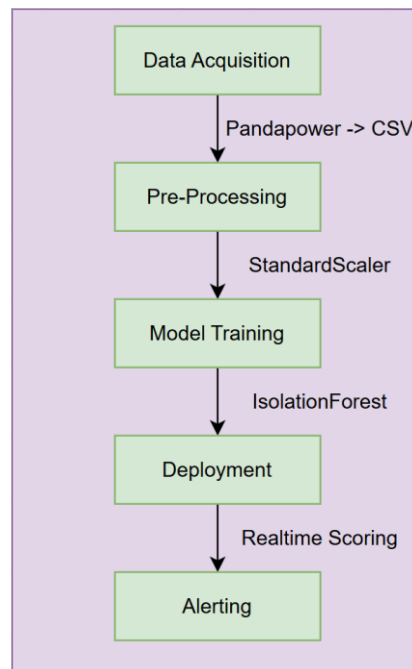 Data Acquisition
Pandapower -> CSV
Pre-Processing
StandardScaler
Model Training
IsolationForest
Deployment
Realtime Scoring
Alerting